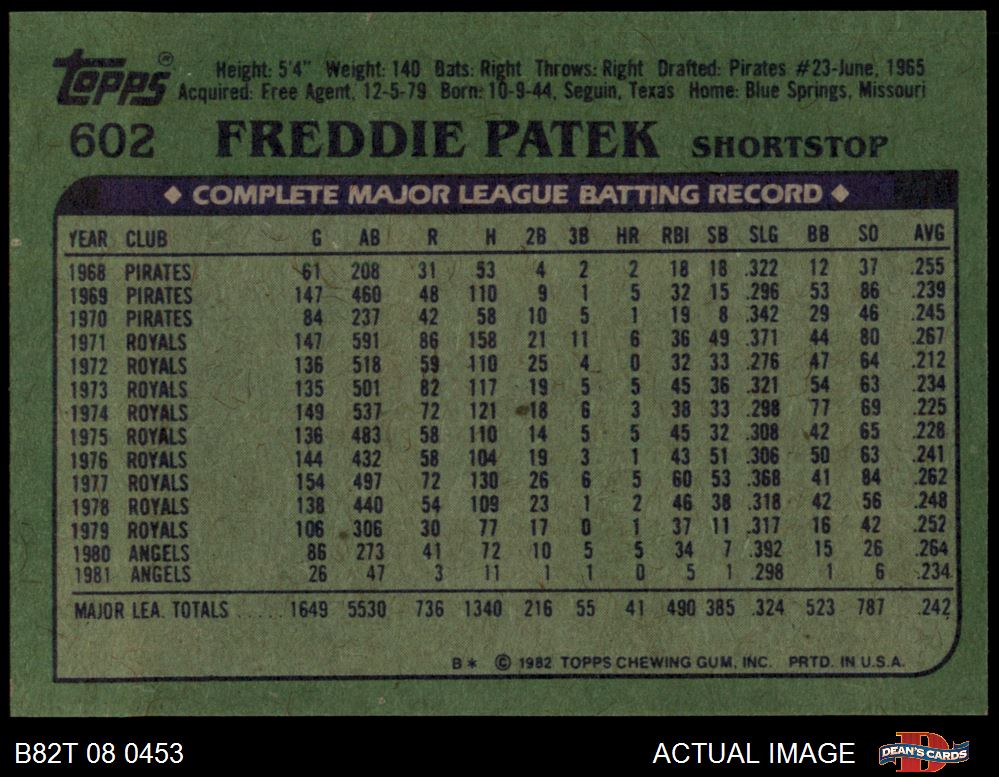 Topps® Height: 5'4" Weight: 140 Bats: Right Throws: Right Drafted: Pirates #23-June, 1965
Acquired: Free Agent, 12-5-79 Born: 10-9-44, Seguin, Texas Home: Blue Springs, Missouri
602 FREDDIE PATEK SHORTSTOP
◆ COMPLETE MAJOR LEAGUE BATTING RECORD ◆
YEAR CLUB G AB R H 2B 3B HR RBI SB SLG BB SO AVG
1968 PIRATES 61 208 31 53 4 2 2 18 18 .322 12 37 .255
1969 PIRATES 147 460 48 110 9 1 5 32 15 .296 53 86 .239
1970 PIRATES 84 237 42 58 10 5 1 19 8 .342 29 46 .245
1971 ROYALS 147 591 86 158 21 11 6 36 49 .371 44 80 .267
1972 ROYALS 136 518 59 110 25 4 0 32 33 .276 47 64 .212
1973 ROYALS 135 501 82 117 19 5 5 45 36 .321 54 63 .234
1974 ROYALS 149 537 72 121 18 6 3 38 33 .298 77 69 .225
1975 ROYALS 136 483 58 110 14 5 5 45 32 .308 42 65 .228
1976 ROYALS 144 432 58 104 19 3 1 43 51 .306 50 63 .241
1977 ROYALS 154 497 72 130 26 6 5 60 53 .368 41 84 .262
1978 ROYALS 138 440 54 109 23 1 2 46 38 .318 42 56 .248
1979 ROYALS 106 306 30 77 17 0 1 37 11 .317 16 42 .252
1980 ANGELS 86 273 41 72 10 5 5 34 7 .392 15 26 .264
1981 ANGELS 26 47 3 11 1 1 0 5 1 .298 1 6 .234
MAJOR LEA. TOTALS ..... 1649 5530 736 1340 216 55 41 490 385 .324 523 787 .242
B* © 1982 TOPPS CHEWING GUM, INC. PRTD. IN U.S.A.
B82T 08 0453 ACTUAL IMAGE DEAN'S CARDS